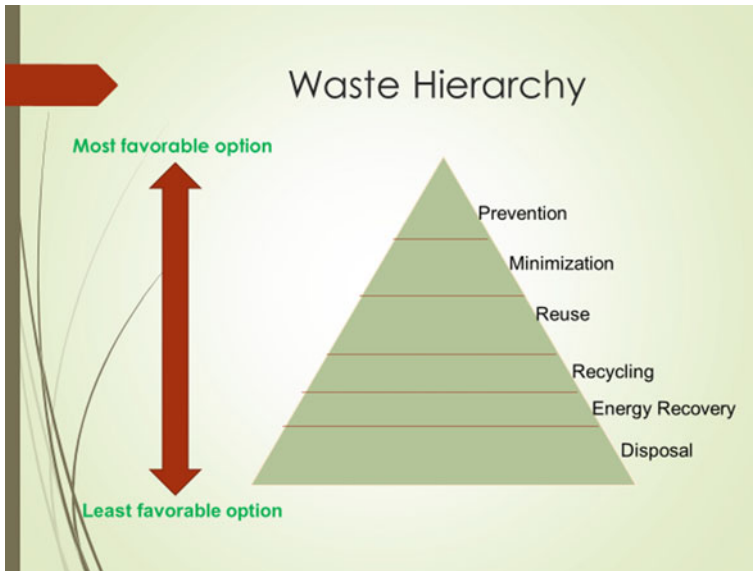 Waste Hierarchy
Most favorable option
Prevention
Minimization
Reuse
Recycling
Energy Recovery
Disposal
Least favorable option